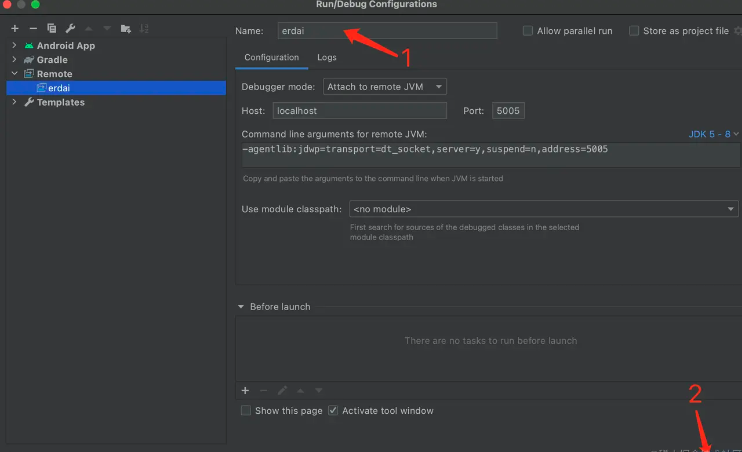 Run/Debug Configurations
Name: erdai
Allow parallel run
Store as project file
1
Android App
Gradle
Remote
erdai
Templates
Configuration Logs
Debugger mode: Attach to remote JVM
Host: localhost Port: 5005
Command line arguments for remote JVM: JDK 5 - 8
-agentlib:jdwp=transport=dt_socket,server=y,suspend=n,address=5005
Copy and paste the arguments to the command line when JVM is started
Use module classpath: <no module>
First search for sources of the debugged classes in the selected
module classpath
Before launch
There are no tasks to run before launch
2
Show this page Activate tool window